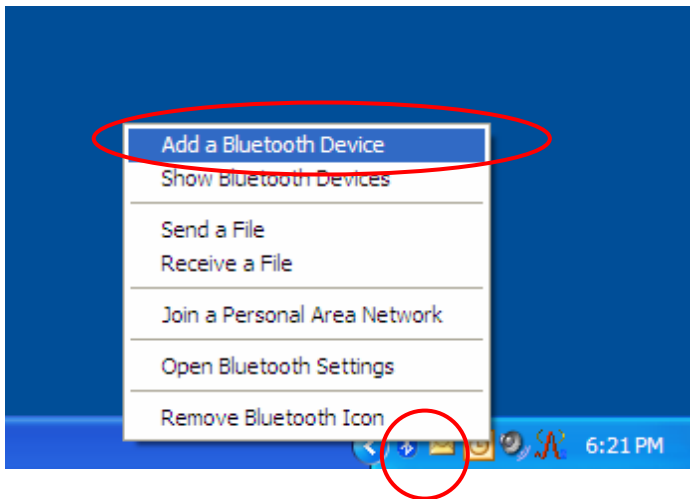 Add a Bluetooth Device
Show Bluetooth Devices
Send a File
Receive a File
Join a Personal Area Network
Open Bluetooth Settings
Remove Bluetooth Icon
6:21 PM